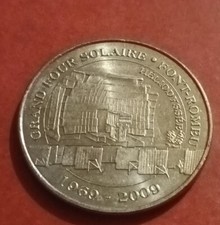 GRAND FOUR SOLAIRE • FONT-ROMEU
1969 - 2009